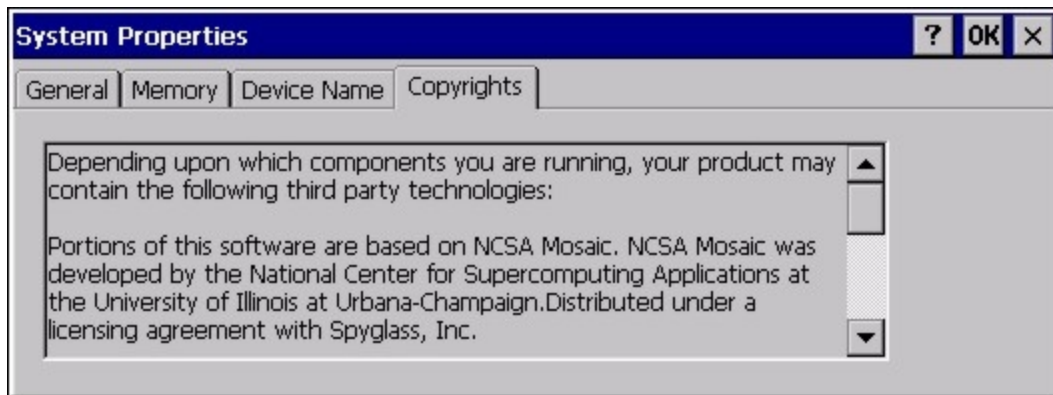 System Properties ? OK ×
General Memory Device Name Copyrights
Depending upon which components you are running, your product may
contain the following third party technologies:
Portions of this software are based on NCSA Mosaic. NCSA Mosaic was
developed by the National Center for Supercomputing Applications at
the University of Illinois at Urbana-Champaign.Distributed under a
licensing agreement with Spyglass, Inc.